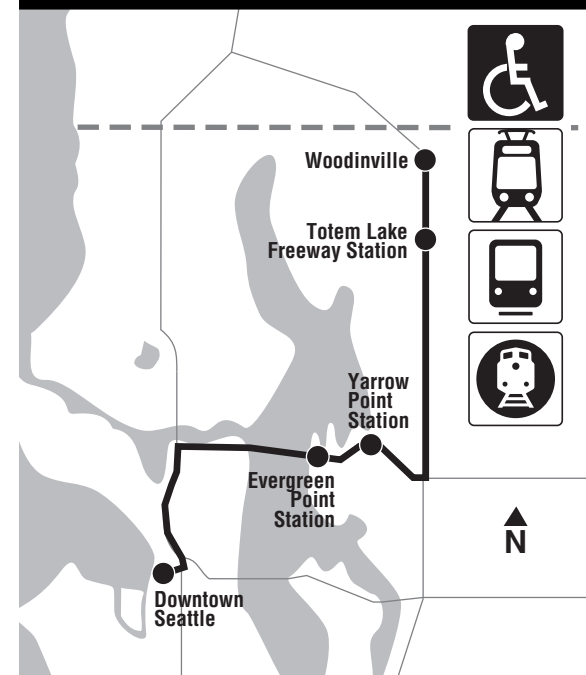 Woodinville
Totem Lake
Freeway Station
Yarrow
Point
Station
Evergreen
Point
Station
N
Downtown
Seattle